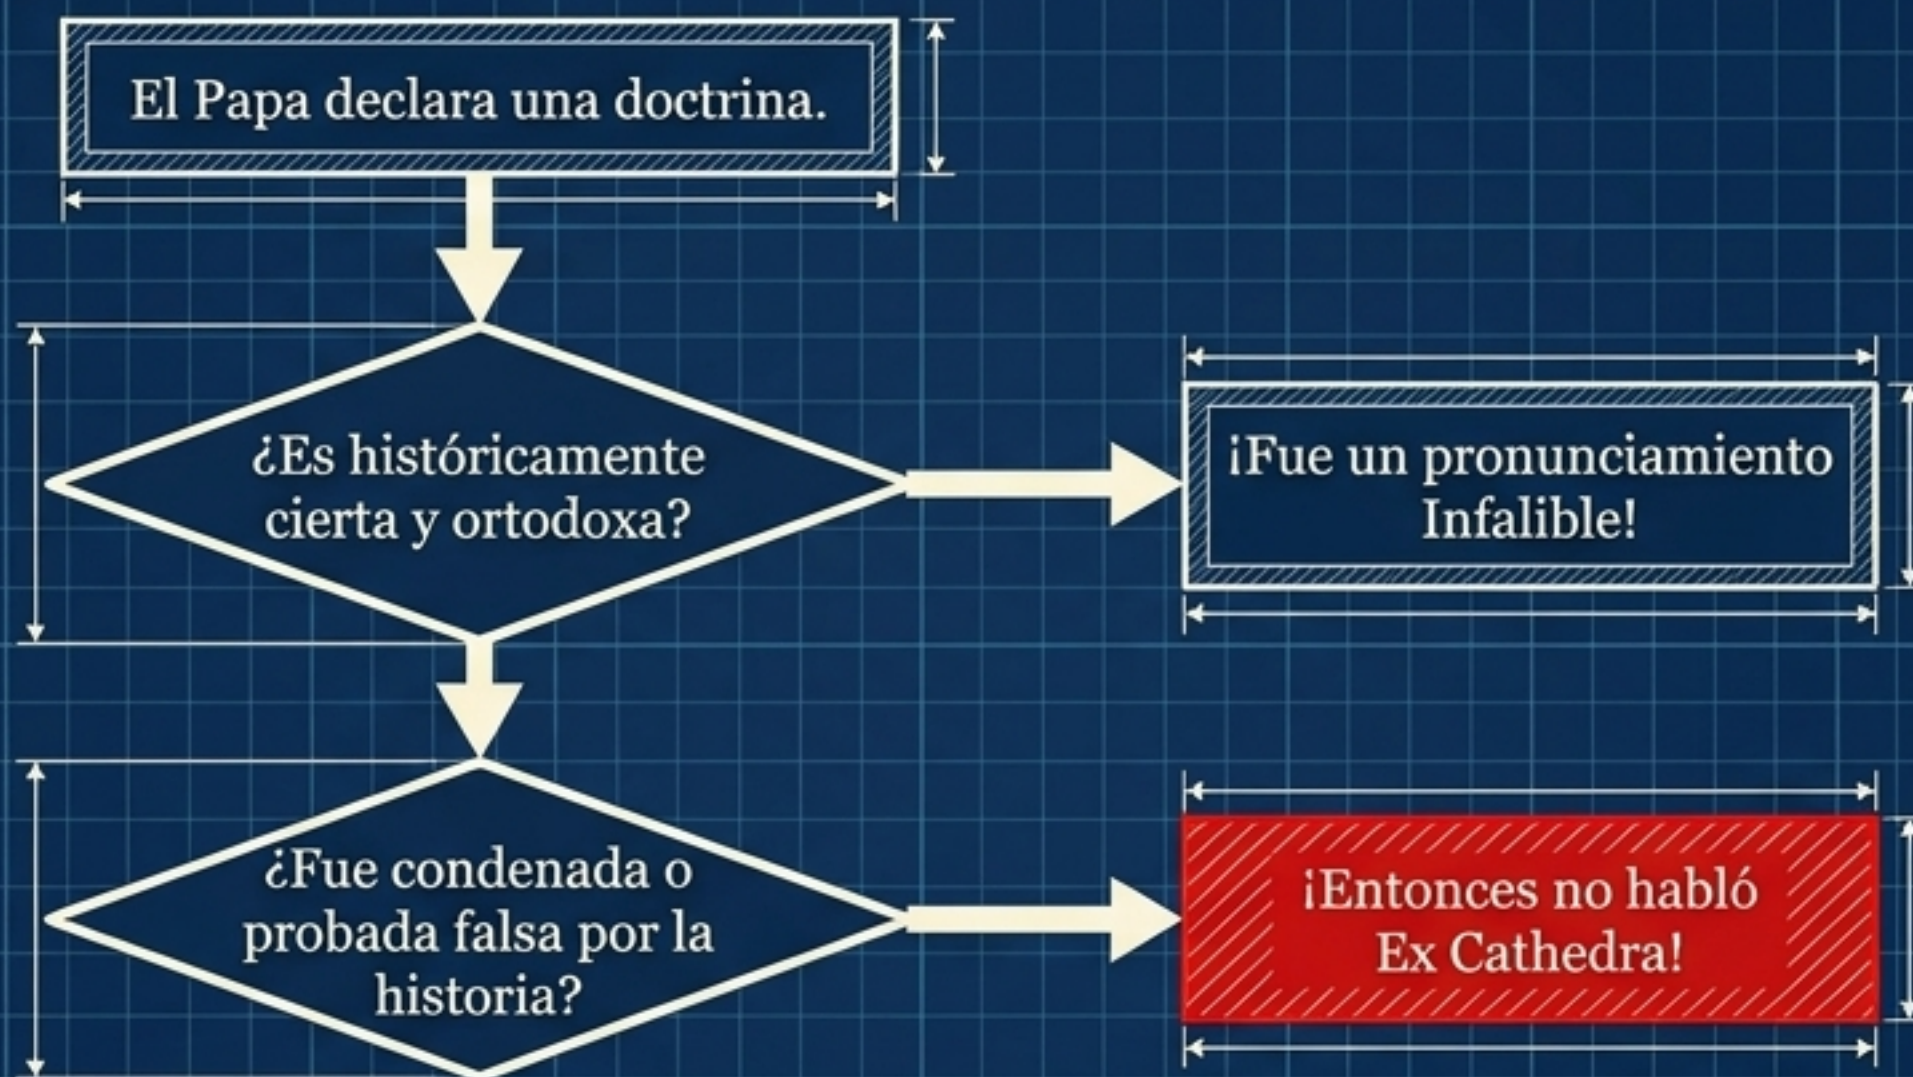 El Papa declara una doctrina.
¿Es históricamente
cierta y ortodoxa?
¡Fue un pronunciamiento
Infalible!
¿Fue condenada o
probada falsa por la
historia?
¡Entonces no habló
Ex Cathedra!